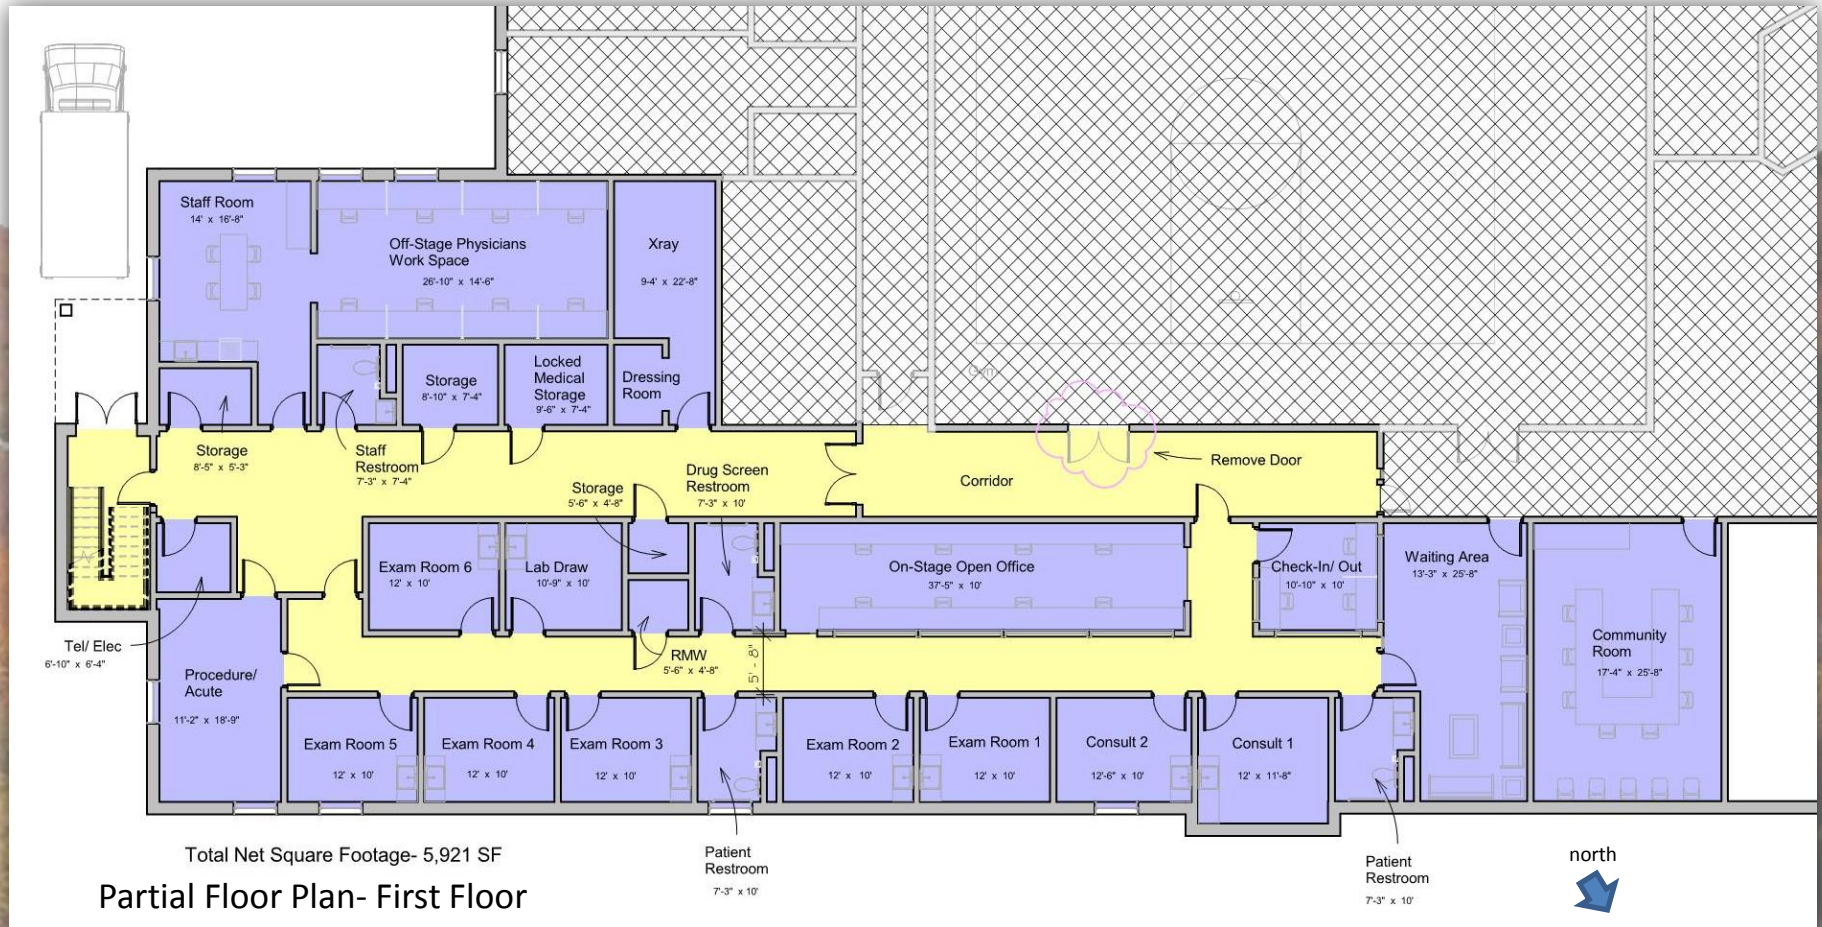 Staff Room
14' x 16'-8"
Off-Stage Physicians
Work Space
26'-10" x 14'-6"
Xray
9-4' x 22'-8"
Storage
8'-10" x 7'-4"
Locked
Medical
Storage
9'-6" x 7'-4"
Dressing
Room
Gym
Storage
8'-5" x 5'-3"
Staff
Restroom
7'-3" x 7'-4"
Storage
5'-6" x 4'-8"
Drug Screen
Restroom
7'-3" x 10'
Corridor
Remove Door
Exam Room 6
12' x 10'
Lab Draw
10'-9" x 10'
On-Stage Open Office
37'-5" x 10'
Check-In/ Out
10'-10" x 10'
Waiting Area
13'-3" x 25'-8"
Community
Room
17'-4" x 25'-8"
Tel/ Elec
6'-10" x 6'-4"
RMW
5'-6" x 4'-8"
5'-8"
Procedure/
Acute
11'-2" x 18'-9"
Exam Room 5
12' x 10'
Exam Room 4
12' x 10'
Exam Room 3
12' x 10'
Exam Room 2
12' x 10'
Exam Room 1
12' x 10'
Consult 2
12'-6" x 10'
Consult 1
12' x 11'-8"
Total Net Square Footage- 5,921 SF
Partial Floor Plan- First Floor
Patient
Restroom
7'-3" x 10'
Patient
Restroom
7'-3" x 10'
north